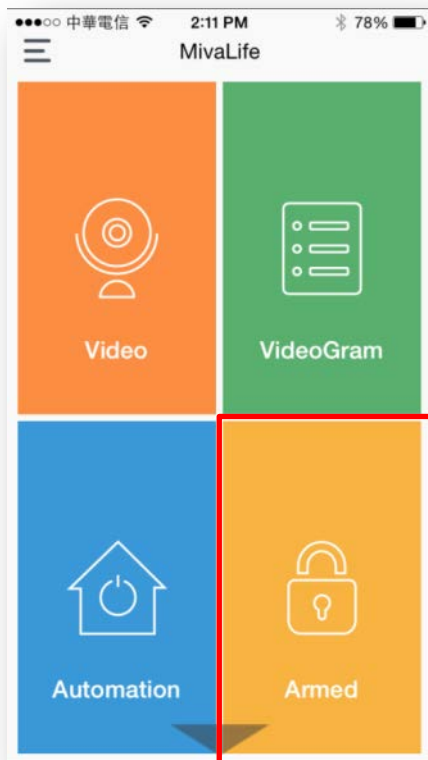 中華電信 2:11 PM 78%
MivaLife
Video VideoGram
Automation Armed